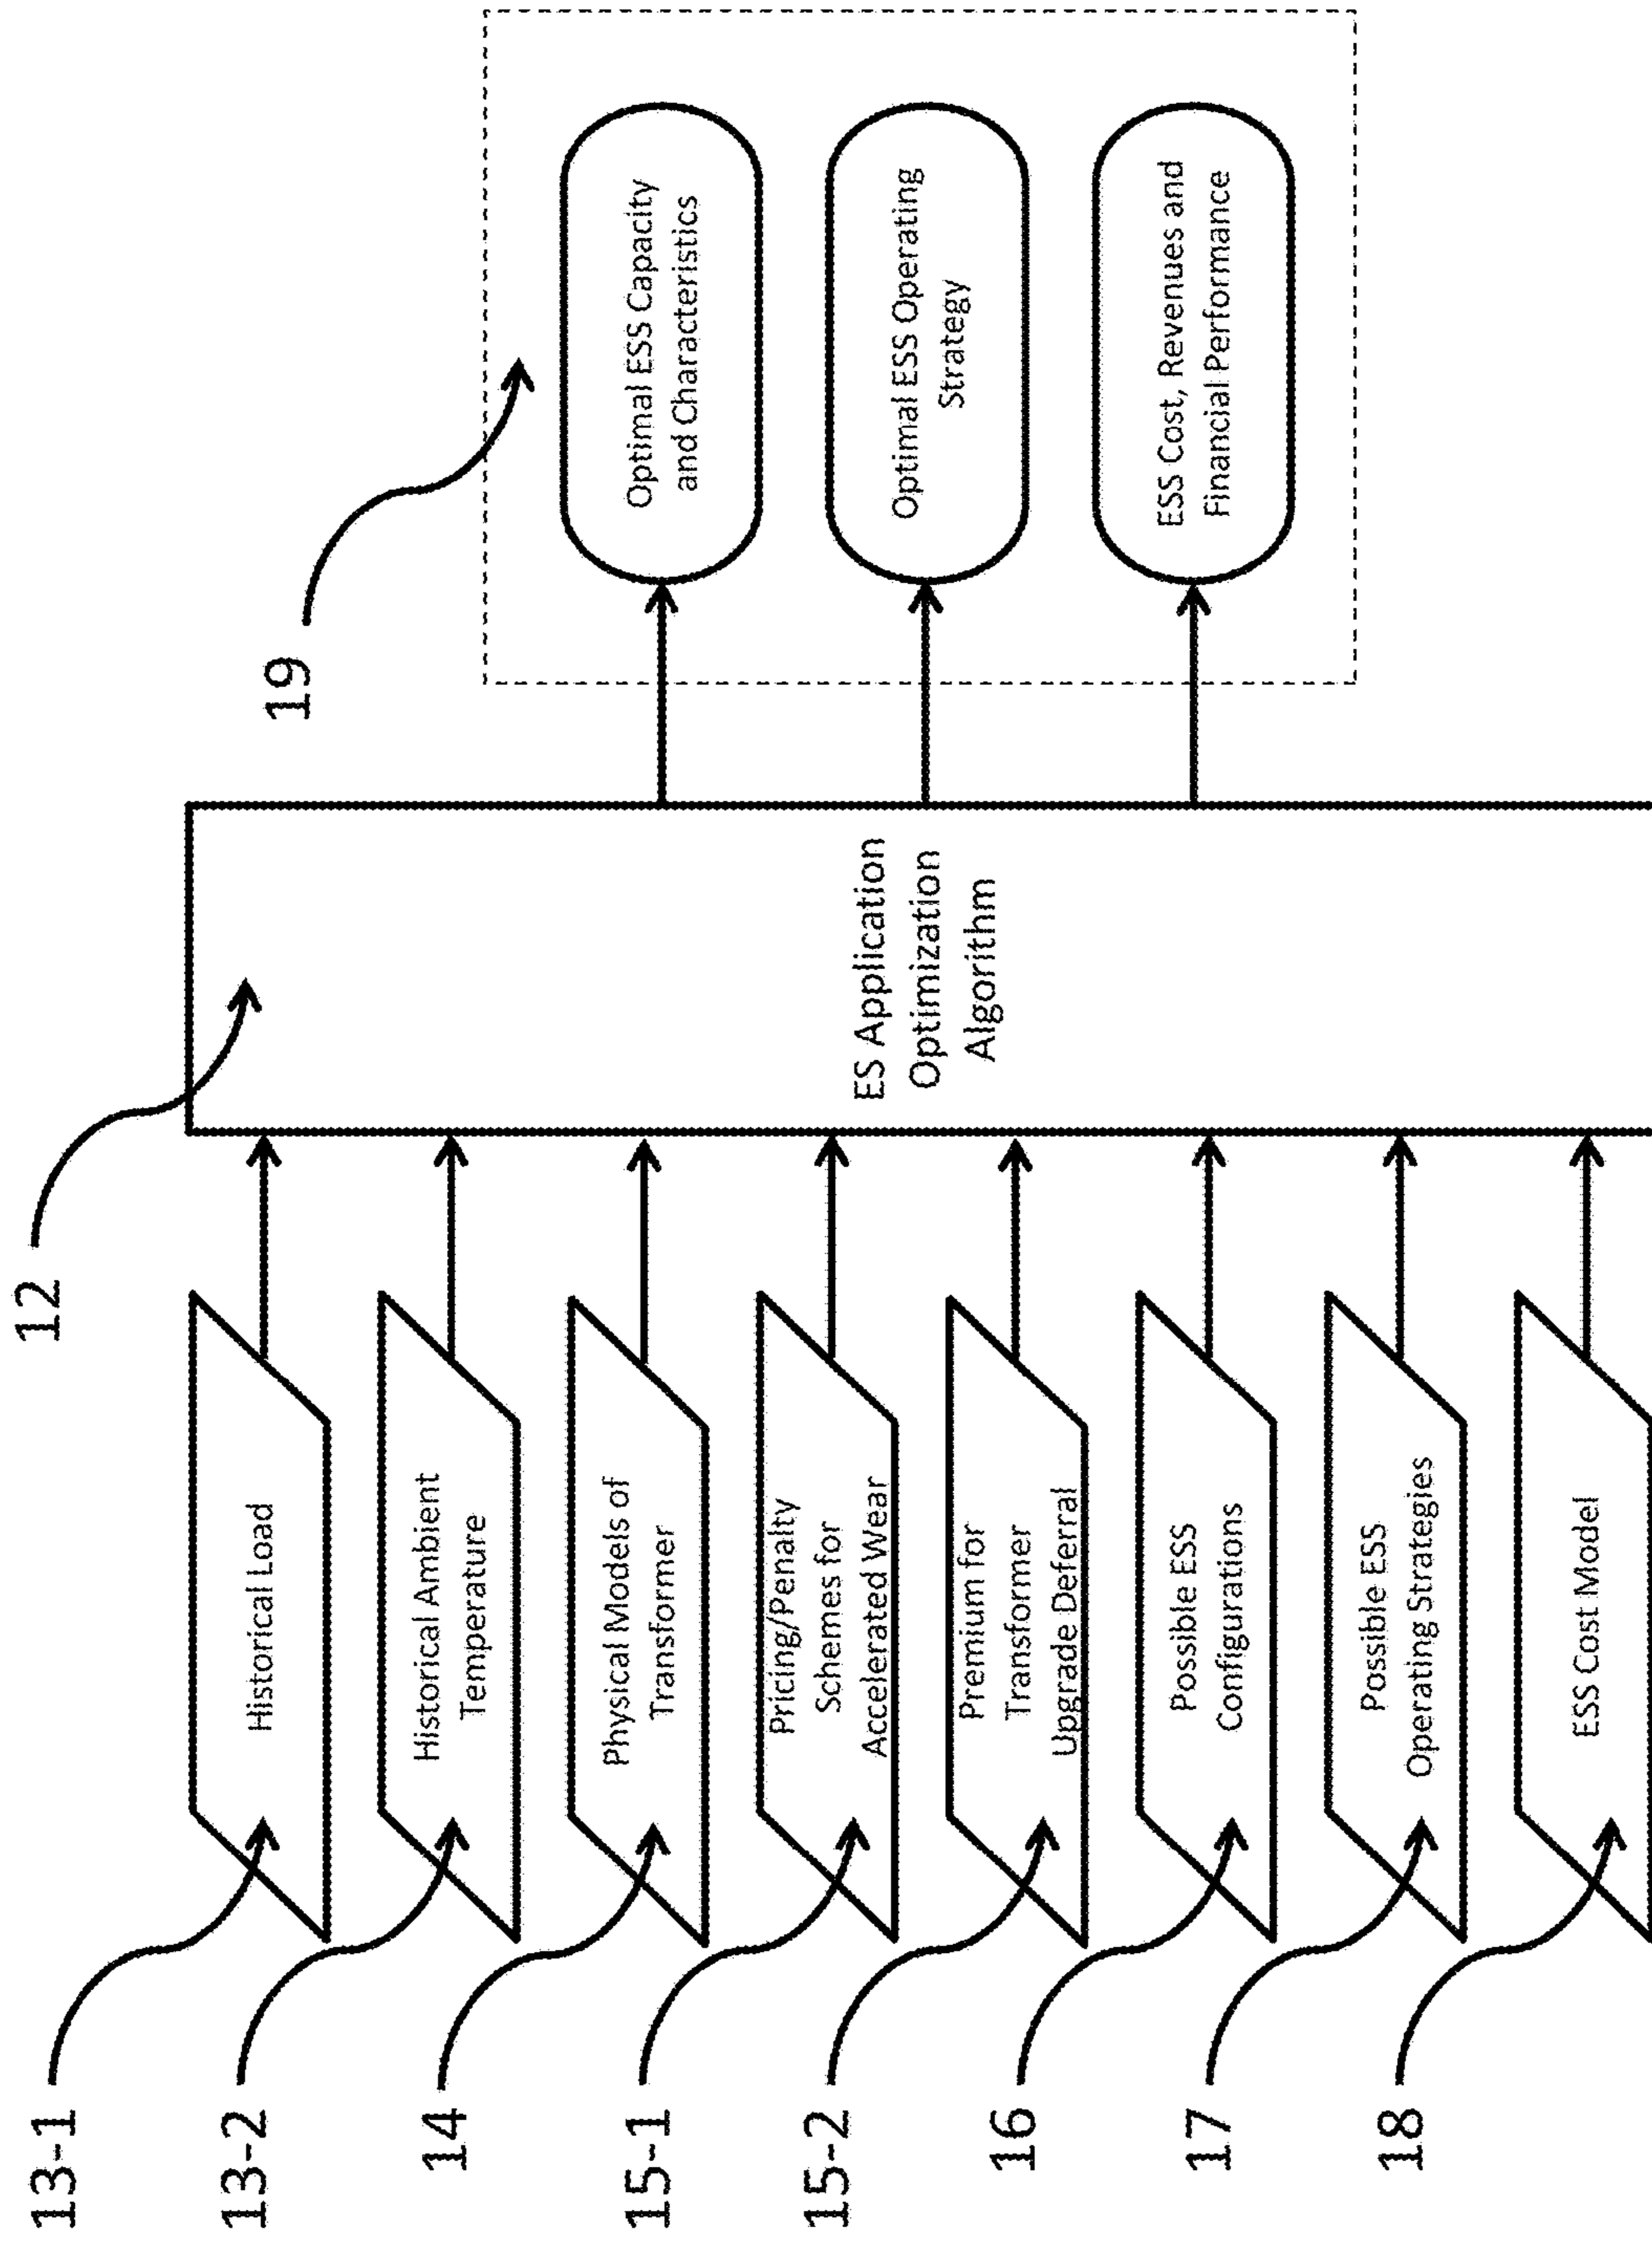 13-1
Historical Load
13-2
Historical Ambient
Temperature
14
Physical Models of
Transformer
15-1
Pricing/Penalty
Schemes for
Accelerated Wear
15-2
Premium for
Transformer
Upgrade Deferral
16
Possible ESS
Configurations
17
Possible ESS
Operating Strategies
18
ESS Cost Model
12
ES Application
Optimization
Algorithm
19
Optimal ESS Capacity
and Characteristics
Optimal ESS Operating
Strategy
ESS Cost, Revenues and
Financial Performance